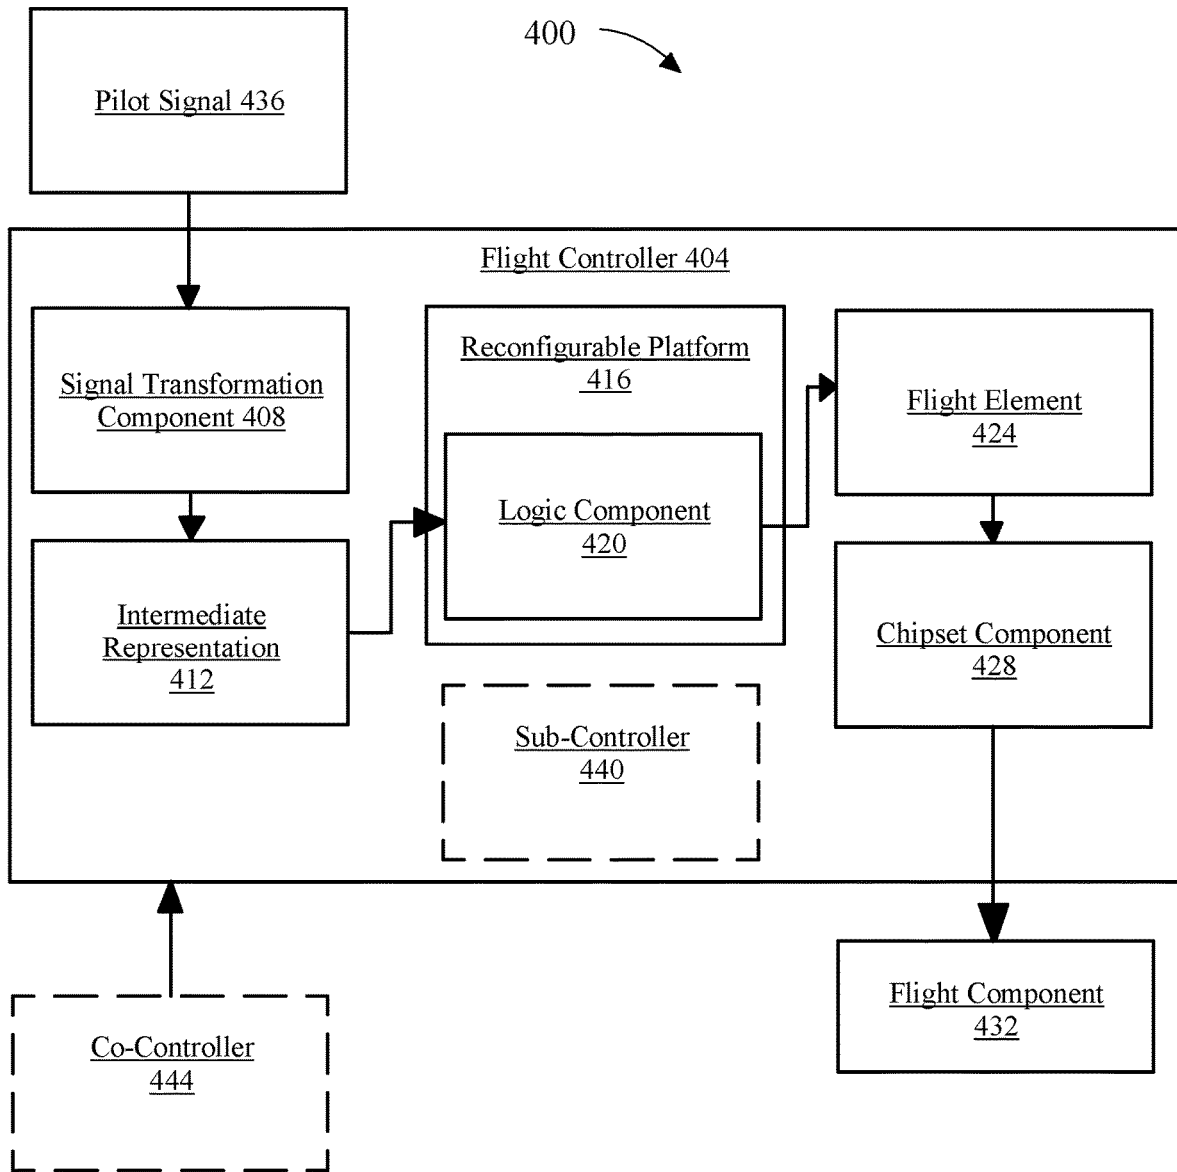 400
Pilot Signal 436
Flight Controller 404
Signal Transformation
Component 408
Reconfigurable Platform
416
Flight Element
424
Logic Component
420
Intermediate
Representation
412
Chipset Component
428
Sub-Controller
440
Flight Component
432
Co-Controller
444